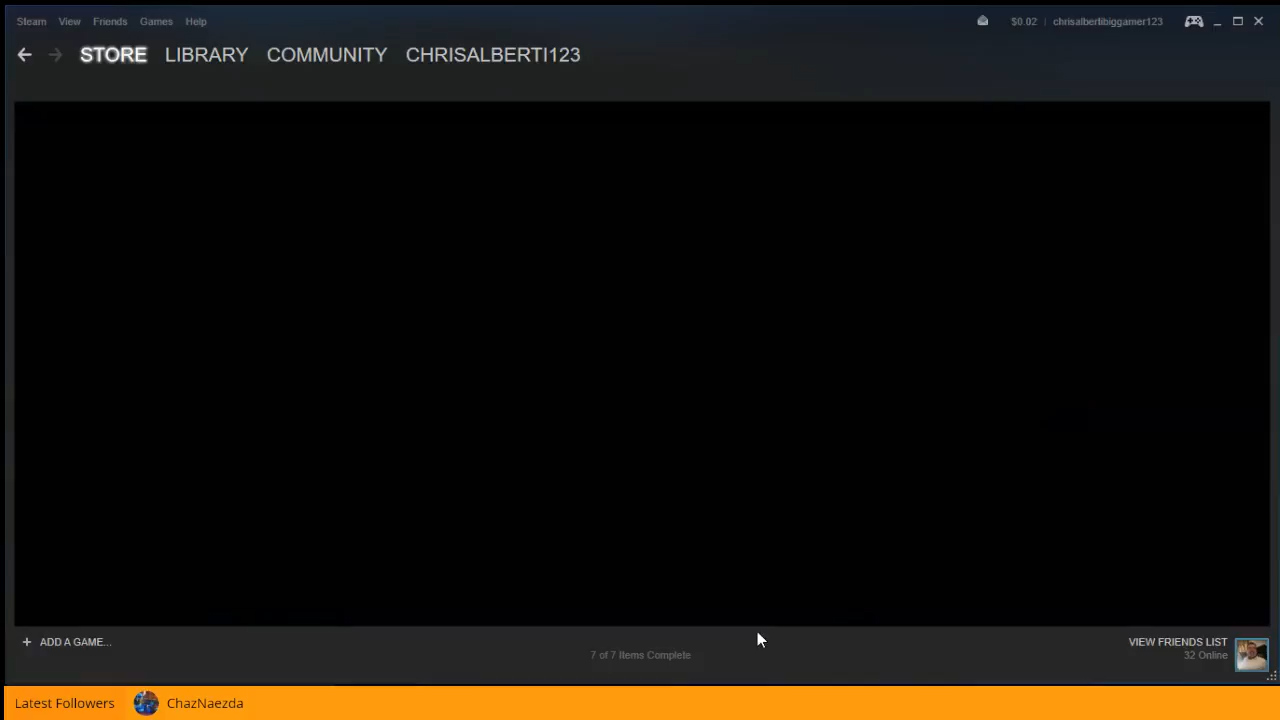 Steam View Friends Games Help
$0.02 | chrisalbertibiggamer123
STORE LIBRARY COMMUNITY CHRISALBERTI123
+ ADD A GAME...
7 of 7 Items Complete
VIEW FRIENDS LIST
32 Online
Latest Followers ChazNaezda